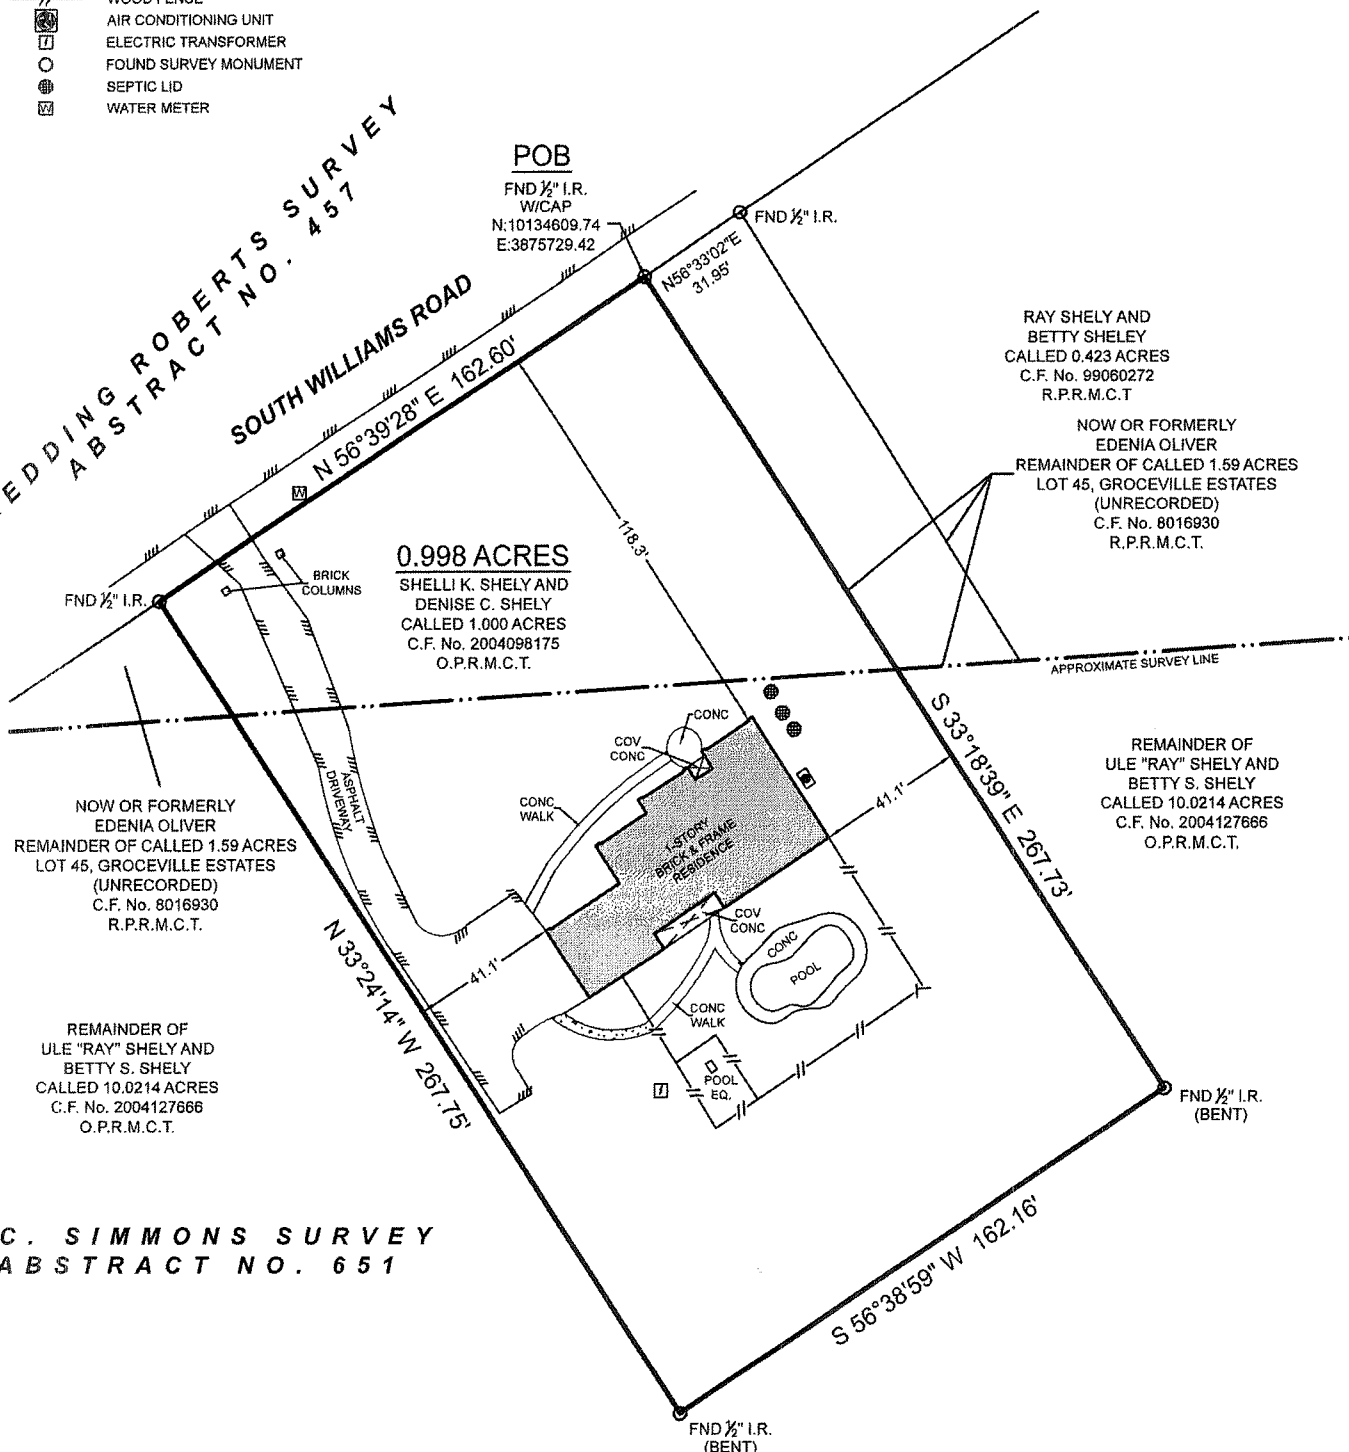 WOOD FENCE
AIR CONDITIONING UNIT
ELECTRIC TRANSFORMER
FOUND SURVEY MONUMENT
SEPTIC LID
W WATER METER
EDDING ROBERTS SURVEY
ABSTRACT NO. 457
POB
FND ½" I.R.
W/CAP
N:10134609.74
E:3875729.42
FND ½" I.R.
N56°33'02"E
31.95'
SOUTH WILLIAMS ROAD
N 56°39'28" E 162.60'
W
RAY SHELY AND
BETTY SHELEY
CALLED 0.423 ACRES
C.F. No. 99060272
R.P.R.M.C.T
NOW OR FORMERLY
EDENIA OLIVER
REMAINDER OF CALLED 1.59 ACRES
LOT 45, GROCEVILLE ESTATES
(UNRECORDED)
C.F. No. 8016930
R.P.R.M.C.T.
118.3'
0.998 ACRES
SHELLI K. SHELY AND
DENISE C. SHELY
CALLED 1.000 ACRES
C.F. No. 2004098175
O.P.R.M.C.T.
BRICK
COLUMNS
FND ½" I.R.
APPROXIMATE SURVEY LINE
S 33°18'39" E 267.73'
CONC
COV
CONC
CONC
WALK
ASPHALT
DRIVEWAY
1-STORY
BRICK & FRAME
RESIDENCE
41.1'
REMAINDER OF
ULE "RAY" SHELY AND
BETTY S. SHELY
CALLED 10.0214 ACRES
C.F. No. 2004127666
O.P.R.M.C.T.
NOW OR FORMERLY
EDENIA OLIVER
REMAINDER OF CALLED 1.59 ACRES
LOT 45, GROCEVILLE ESTATES
(UNRECORDED)
C.F. No. 8016930
R.P.R.M.C.T.
N 33°24'14" W 267.75'
41.1'
COV
CONC
CONC
POOL
CONC
WALK
POOL
EQ.
REMAINDER OF
ULE "RAY" SHELY AND
BETTY S. SHELY
CALLED 10.0214 ACRES
C.F. No. 2004127666
O.P.R.M.C.T.
FND ½" I.R.
(BENT)
C. SIMMONS SURVEY
ABSTRACT NO. 651
S 56°38'59" W 162.16'
FND ½" I.R.
(BENT)